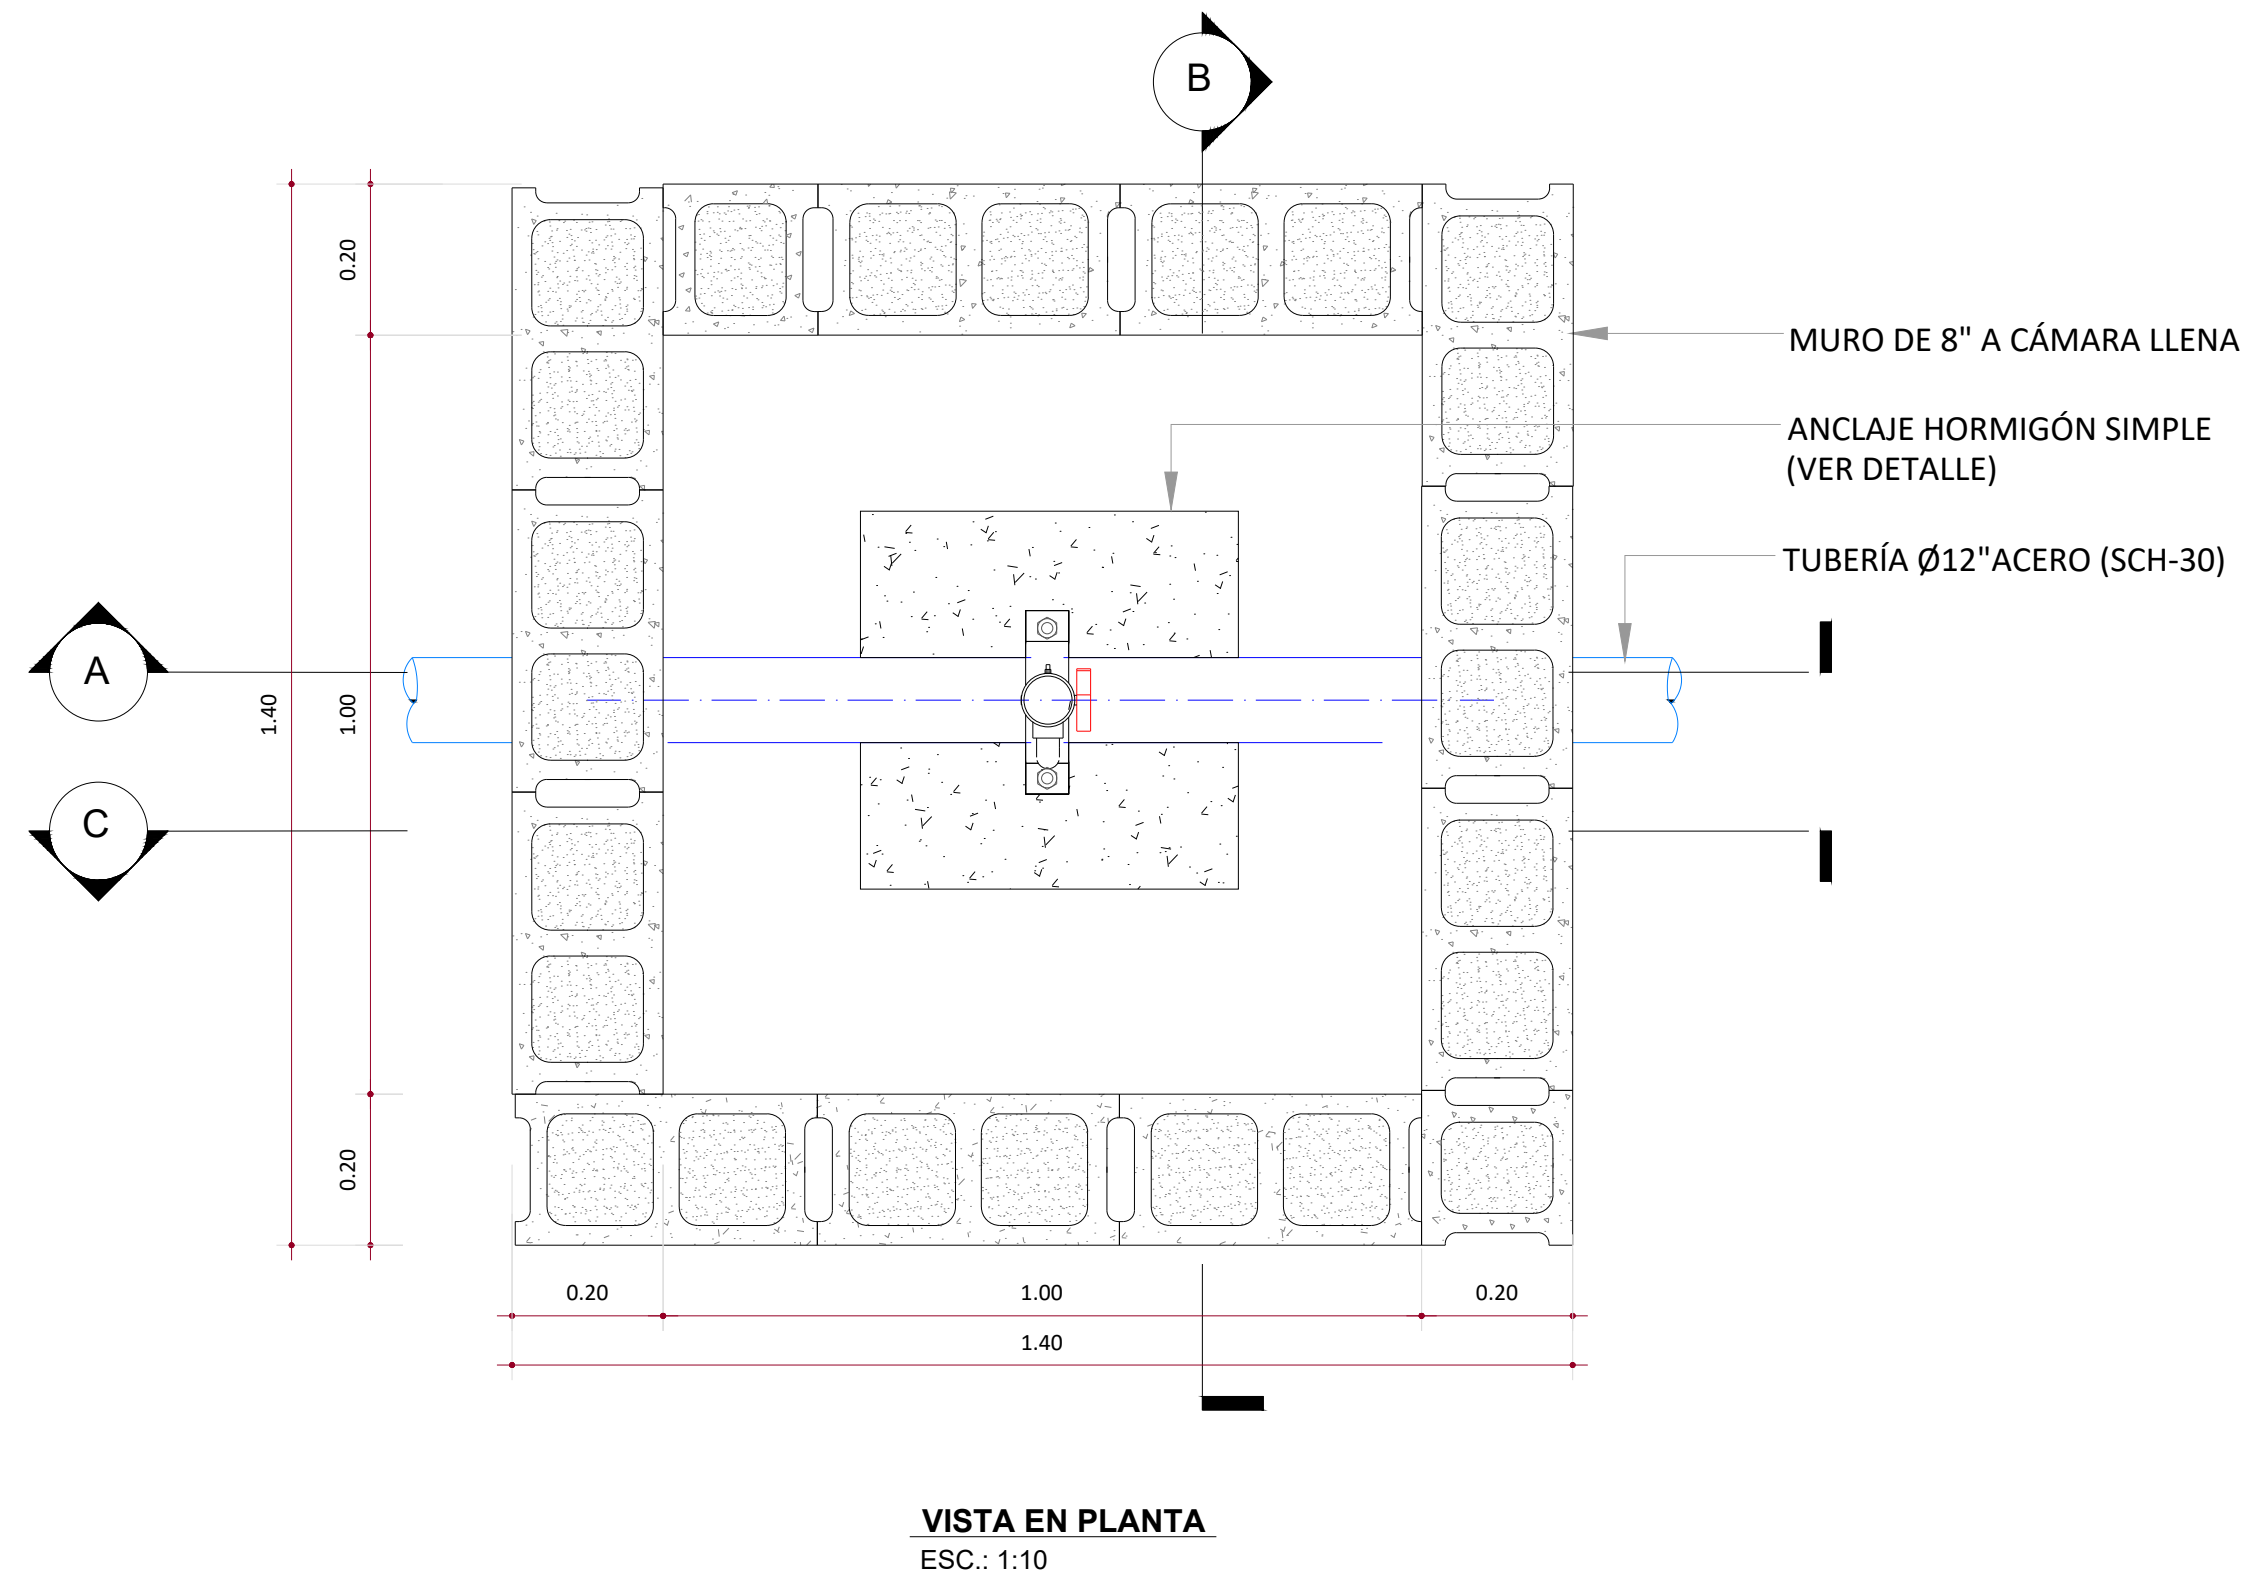 B
0.20
MURO DE 8" A CÁMARA LLENA
ANCLAJE HORMIGÓN SIMPLE
(VER DETALLE)
TUBERÍA Ø12"ACERO (SCH-30)
A
1.40
1.00
C
0.20
0.20
1.00
0.20
1.40
VISTA EN PLANTA
ESC.: 1:10